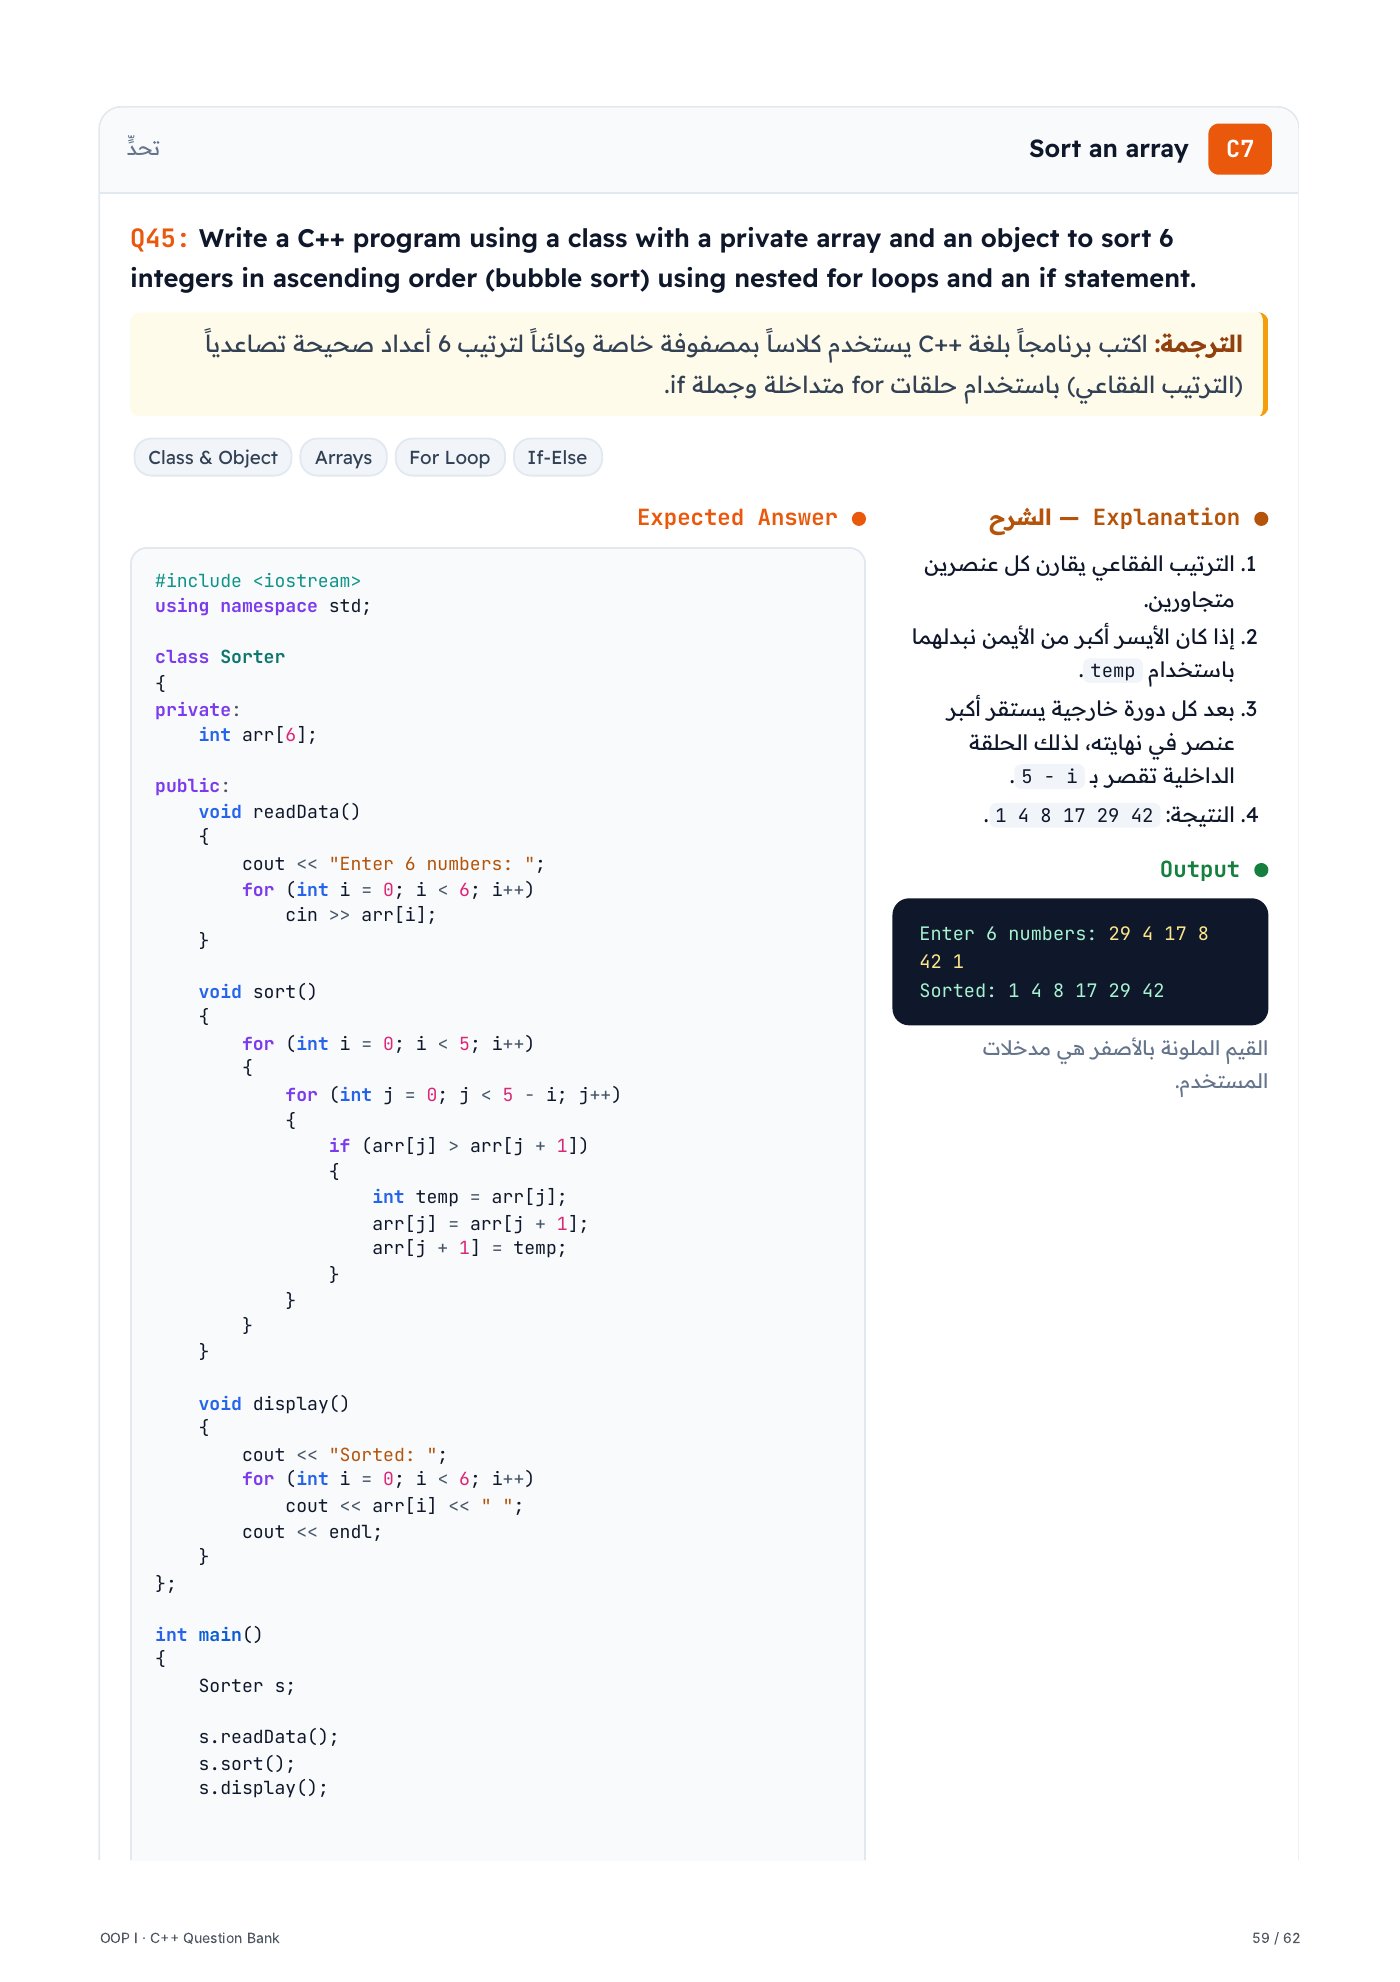 تحدٍّ
Sort an array C7
Q45: Write a C++ program using a class with a private array and an object to sort 6
integers in ascending order (bubble sort) using nested for loops and an if statement.
الترجمة: اكتب برنامجاً بلغة C++ يستخدم كلاساً بمصفوفة خاصة وكائناً لترتيب 6 أعداد صحيحة تصاعدياً
(الترتيب الفقاعي) باستخدام حلقات for متداخلة وجملة if.
Class & Object Arrays For Loop If-Else
Expected Answer
#include <iostream>
using namespace std;

class Sorter
{
private:
    int arr[6];

public:
    void readData()
    {
        cout << "Enter 6 numbers: ";
        for (int i = 0; i < 6; i++)
            cin >> arr[i];
    }

    void sort()
    {
        for (int i = 0; i < 5; i++)
        {
            for (int j = 0; j < 5 - i; j++)
            {
                if (arr[j] > arr[j + 1])
                {
                    int temp = arr[j];
                    arr[j] = arr[j + 1];
                    arr[j + 1] = temp;
                }
            }
        }
    }

    void display()
    {
        cout << "Sorted: ";
        for (int i = 0; i < 6; i++)
            cout << arr[i] << " ";
        cout << endl;
    }
};

int main()
{
    Sorter s;

    s.readData();
    s.sort();
    s.display();
Explanation — الشرح
1. الترتيب الفقاعي يقارن كل عنصرين
متجاورين.
2. إذا كان الأيسر أكبر من الأيمن نبدلهما
باستخدام temp.
3. بعد كل دورة خارجية يستقر أكبر
عنصر في نهايته، لذلك الحلقة
الداخلية تقصر بـ 5 - i.
4. النتيجة: 1 4 8 17 29 42.
Output
Enter 6 numbers: 29 4 17 8
42 1
Sorted: 1 4 8 17 29 42
القيم الملونة بالأصفر هي مدخلات
المستخدم.
OOP I · C++ Question Bank
59 / 62